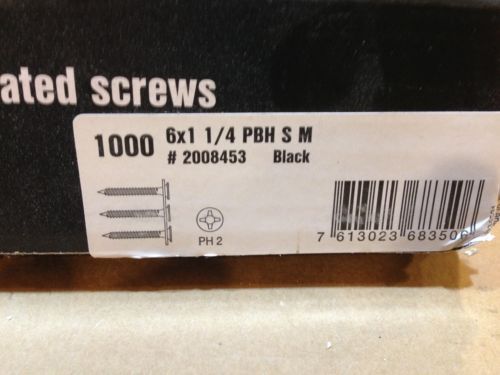 ated screws
1000 6x1 1/4 PBH S M
# 2008453 Black
PH 2
7 613023 683506